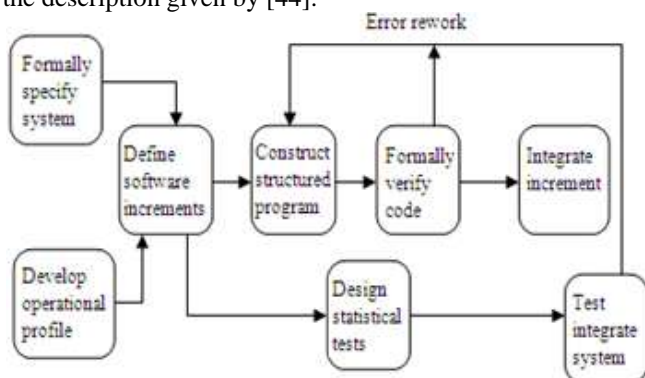 the description given by [44].
Error rework
Formally
specify
system
Define
software
increments
Construct
structured
program
Formally
verify
code
Integrate
increment
Develop
operational
profile
Design
statistical
tests
Test
integrate
system